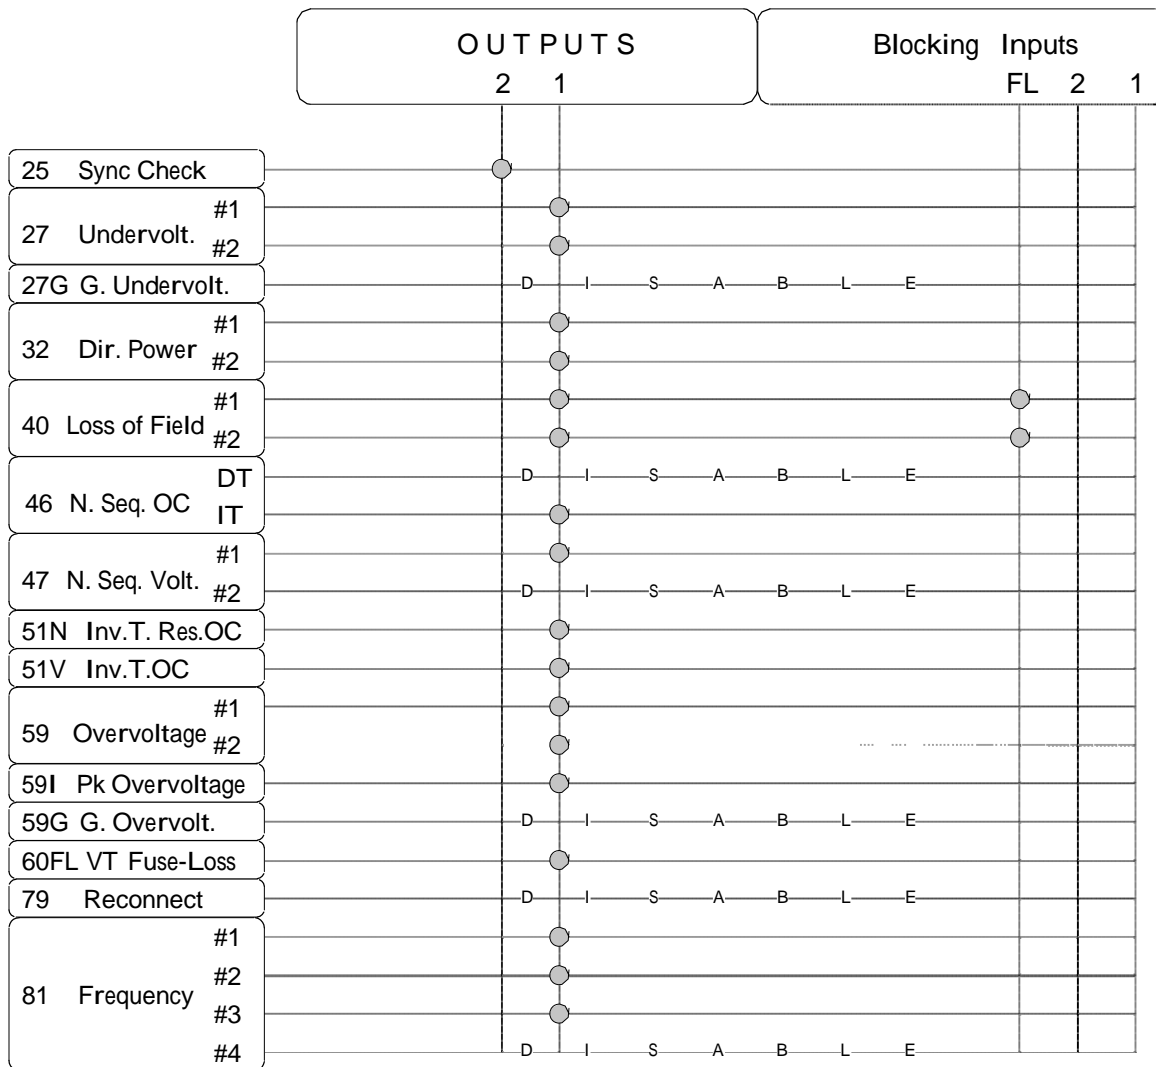 OUTPUTS Blocking Inputs
2 1 FL 2 1
25 Sync Check
#1
27 Undervolt.
#2
27G G. Undervolt. D I S A B L E
#1
32 Dir. Power
#2
#1
40 Loss of Field
#2
DT D I S A B L E
46 N. Seq. OC
IT
#1
47 N. Seq. Volt.
#2 D I S A B L E
51N Inv.T. Res.OC
51V Inv.T.OC
#1
59 Overvoltage
#2
59I Pk Overvoltage
59G G. Overvolt. D I S A B L E
60FL VT Fuse-Loss
79 Reconnect D I S A B L E
#1
#2
81 Frequency
#3
#4 D I S A B L E